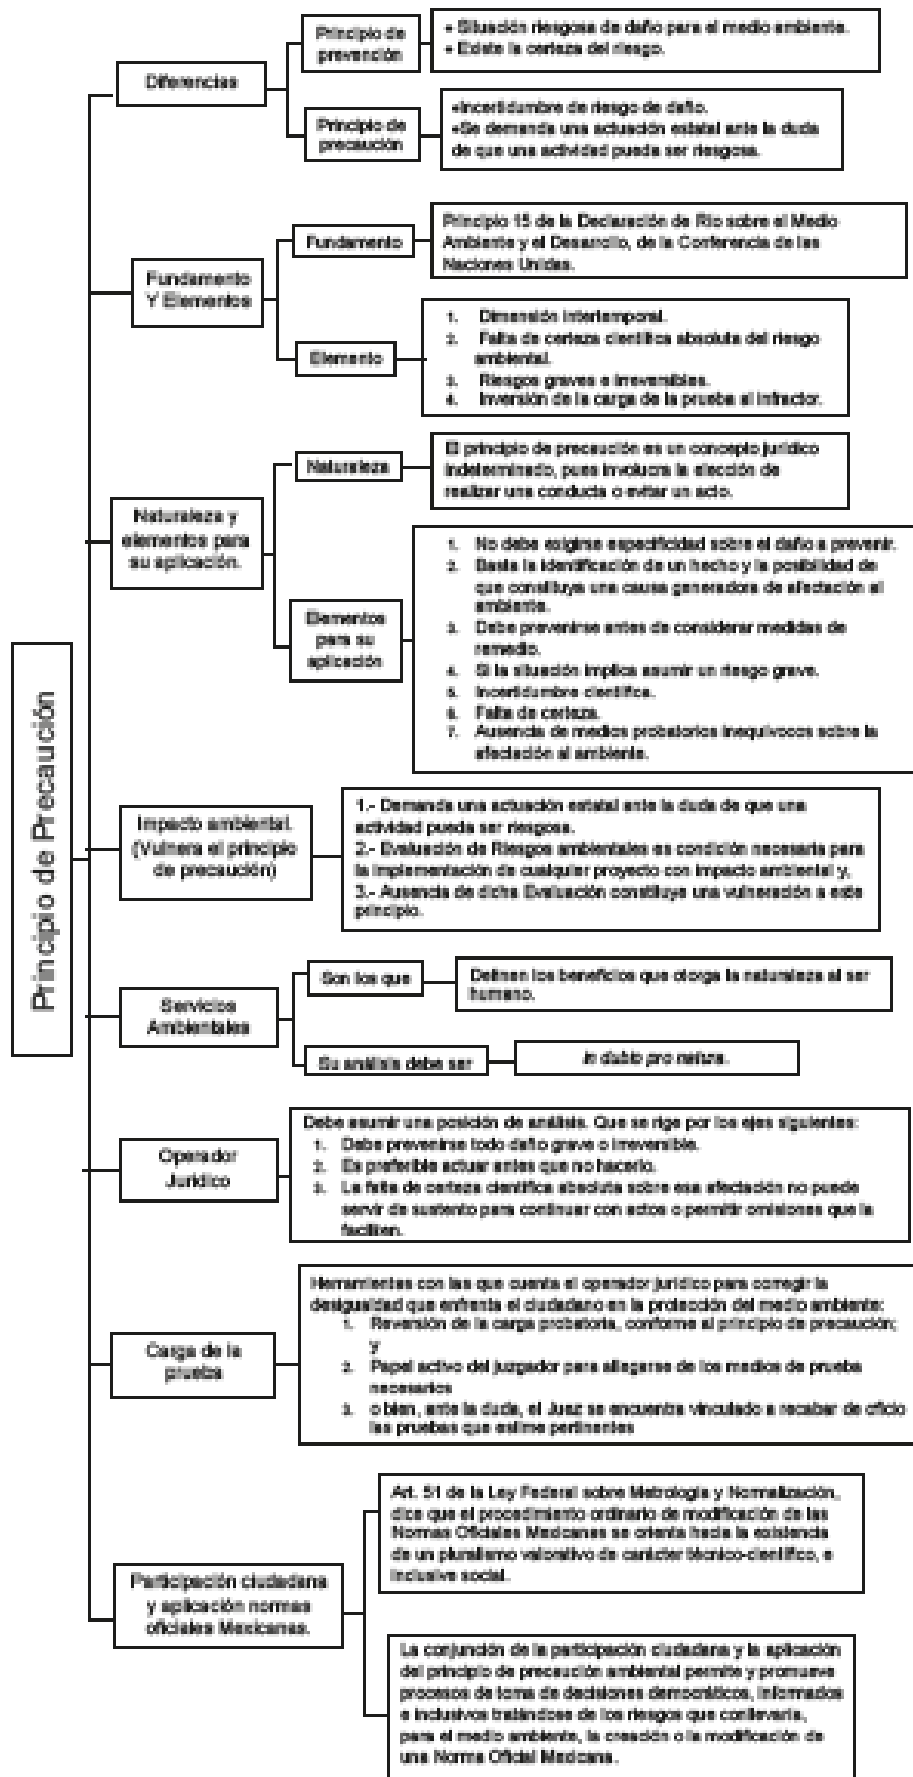 Principio de Precaución
Diferencias
Principio de
prevención
• Situación riesgosa de daño para el medio ambiente.
• Existe la certeza del riesgo.
Principio de
precaución
•Incertidumbre de riesgo de daño.
•Se demanda una actuación estatal ante la duda
de que una actividad pueda ser riesgosa.
Fundamento
Y Elementos
Fundamento
Principio 15 de la Declaración de Río sobre el Medio
Ambiente y el Desarrollo, de la Conferencia de las
Naciones Unidas.
Elemento
1. Dimensión intertemporal.
2. Falta de certeza científica absoluta del riesgo
ambiental.
3. Riesgos graves e irreversibles.
4. Inversión de la carga de la prueba al infractor.
Naturaleza y
elementos para
su aplicación.
Naturaleza
El principio de precaución es un concepto jurídico
indeterminado, pues involucra la elección de
realizar una conducta o evitar un acto.
Elementos
para su
aplicación
1. No debe exigirse especificidad sobre el daño a prevenir.
2. Basta la identificación de un hecho y la posibilidad de
que constituya una causa generadora de afectación al
ambiente.
3. Debe prevenirse antes de considerar medidas de
remedio.
4. Si la situación implica asumir un riesgo grave.
5. Incertidumbre científica.
6. Falta de certeza.
7. Ausencia de medios probatorios inequívocos sobre la
afectación al ambiente.
Impacto ambiental.
(Vulnera el principio
de precaución)
1.- Demanda una actuación estatal ante la duda de que una
actividad pueda ser riesgosa.
2.- Evaluación de Riesgos ambientales es condición necesaria para
la implementación de cualquier proyecto con impacto ambiental y,
3.- Ausencia de dicha Evaluación constituye una vulneración a este
principio.
Servicios
Ambientales
Son los que
Definen los beneficios que otorga la naturaleza al ser
humano.
Su análisis debe ser
In dubio pro natura.
Operador
Jurídico
Debe asumir una posición de análisis. Que se rige por los ejes siguientes:
1. Debe prevenirse todo daño grave o irreversible.
2. Es preferible actuar antes que no hacerlo.
3. La falta de certeza científica absoluta sobre esa afectación no puede
servir de sustento para continuar con actos o permitir omisiones que la
faciliten.
Carga de la
prueba
Herramientas con las que cuenta el operador jurídico para corregir la
desigualdad que enfrenta el ciudadano en la protección del medio ambiente:
1. Reversión de la carga probatoria, conforme al principio de precaución;
y
2. Papel activo del juzgador para allegarse de los medios de prueba
necesarios
3. o bien, ante la duda, el Juez se encuentra vinculado a recabar de oficio
las pruebas que estime pertinentes
Participación ciudadana
y aplicación normas
oficiales Mexicanas.
Art. 51 de la Ley Federal sobre Metrología y Normalización,
dice que el procedimiento ordinario de modificación de las
Normas Oficiales Mexicanas se orienta hacia la existencia
de un pluralismo valorativo de carácter técnico-científico, e
inclusive social.
La conjunción de la participación ciudadana y la aplicación
del principio de precaución ambiental permite y promueve
procesos de toma de decisiones democráticos, informados
e inclusivos tratándose de los riesgos que conllevaría,
para el medio ambiente, la creación o la modificación de
una Norma Oficial Mexicana.